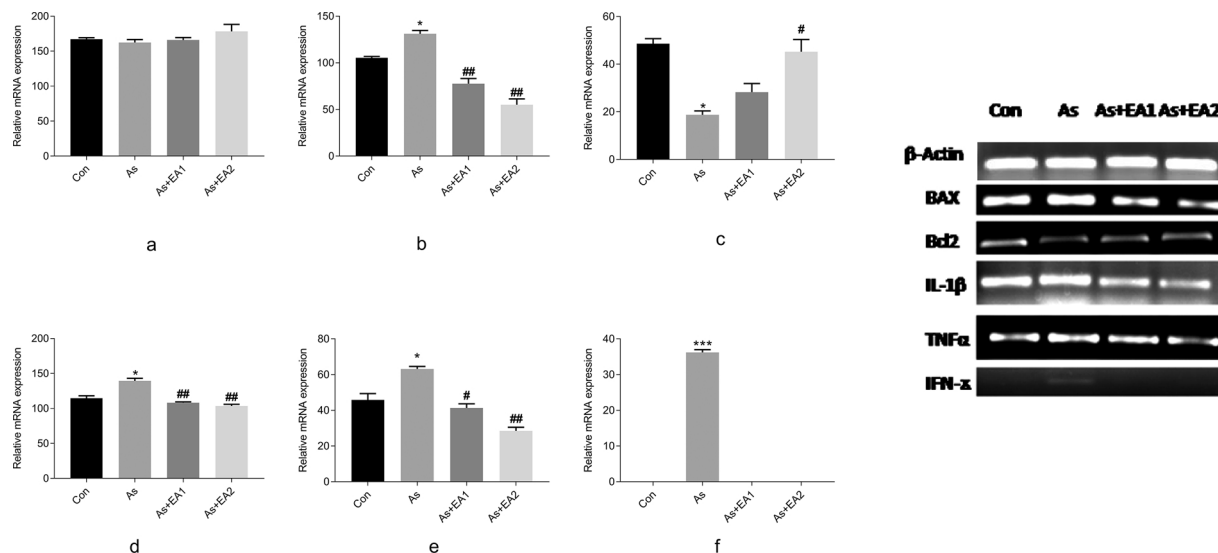 Relative mRNA expression
200
150
100
50
0
Con
As
As+EA1
As+EA2
a
Relative mRNA expression
150
100
50
0
*
##
##
Con
As
As+EA1
As+EA2
b
Relative mRNA expression
60
40
20
0
*
#
Con
As
As+EA1
As+EA2
c
Relative mRNA expression
200
150
100
50
0
*
##
##
Con
As
As+EA1
As+EA2
d
Relative mRNA expression
80
60
40
20
0
*
#
##
Con
As
As+EA1
As+EA2
e
Relative mRNA expression
40
30
20
10
0
***
Con
As
As+EA1
As+EA2
f
Con As As+EA1 As+EA2
β-Actin
BAX
Bcl2
IL-1β
TNFα
IFN-x